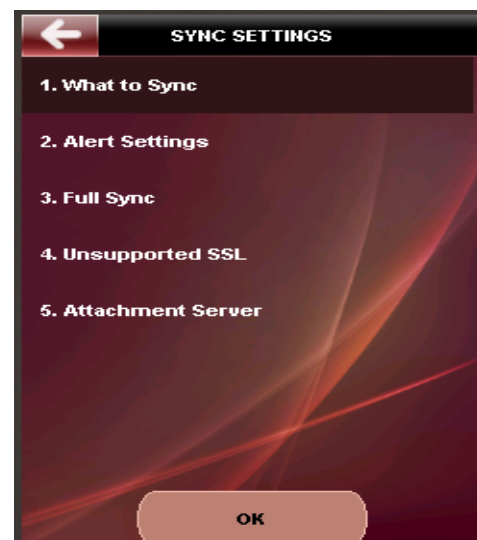 SYNC SETTINGS
1. What to Sync
2. Alert Settings
3. Full Sync
4. Unsupported SSL
5. Attachment Server
OK